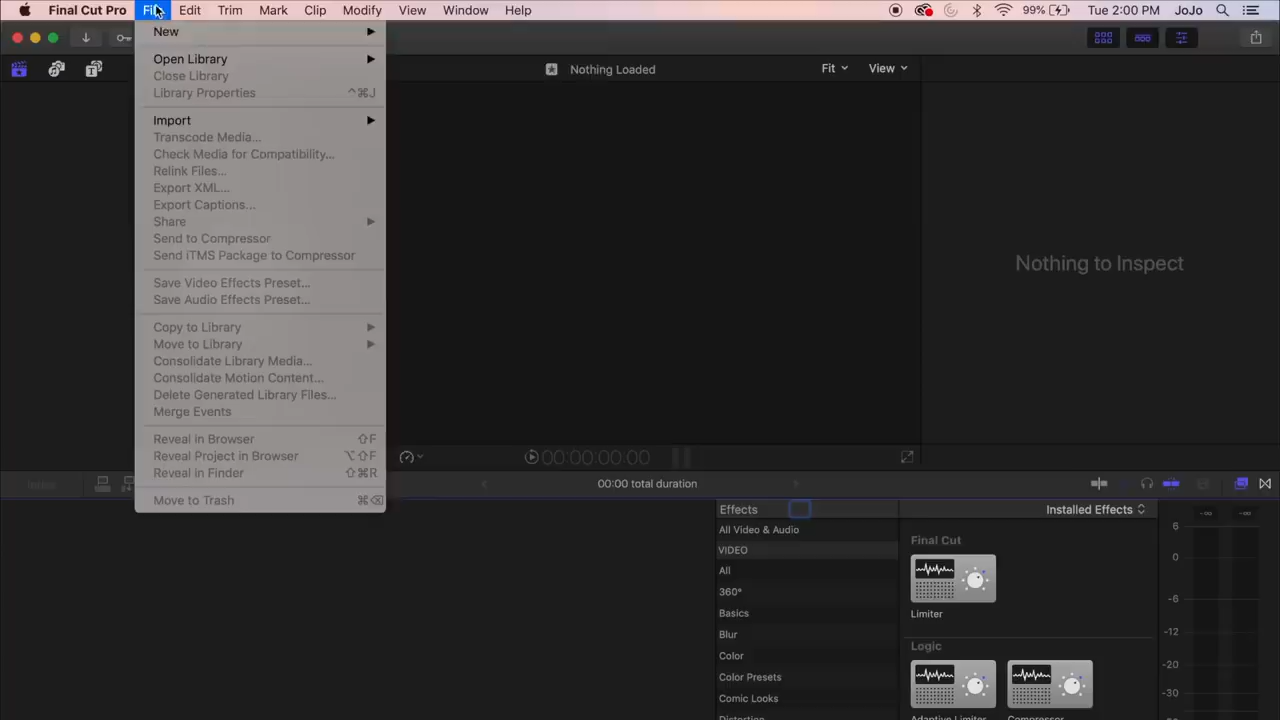 Final Cut Pro File Edit Trim Mark Clip Modify View Window Help 99% Tue 2:00 PM JoJo
New
Open Library
Close Library
Library Properties ^⌘J
Import
Transcode Media...
Check Media for Compatibility...
Relink Files...
Export XML...
Export Captions...
Share
Send to Compressor
Send iTMS Package to Compressor
Save Video Effects Preset...
Save Audio Effects Preset...
Copy to Library
Move to Library
Consolidate Library Media...
Consolidate Motion Content...
Delete Generated Library Files...
Merge Events
Reveal in Browser ⇧F
Reveal Project in Browser ⌥⇧F
Reveal in Finder ⇧⌘R
Move to Trash ⌘⌫
Nothing Loaded
Fit
View
Nothing to Inspect
00:00:00:00
Index
00:00 total duration
Effects
Installed Effects
All Video & Audio
VIDEO
All
360°
Basics
Blur
Color
Color Presets
Comic Looks
Distortion
Final Cut
Limiter
Logic
Adaptive Limiter
Compressor
-∞ -∞
6
0
-6
-12
-20
-30